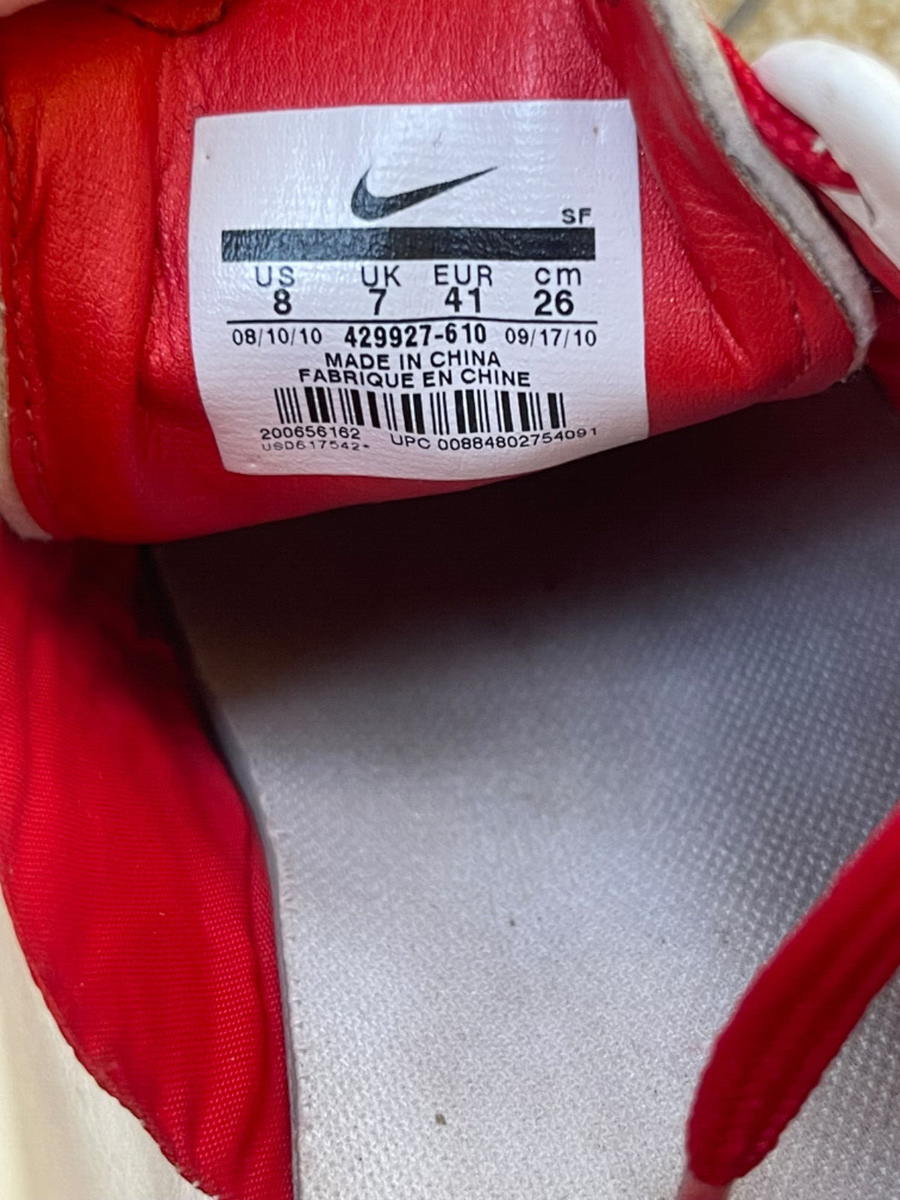 SF
US UK EUR cm
8 7 41 26
08/10/10 429927-610 09/17/10
MADE IN CHINA
FABRIQUE EN CHINE
200656162 UPC 00884802754091
USD617542*